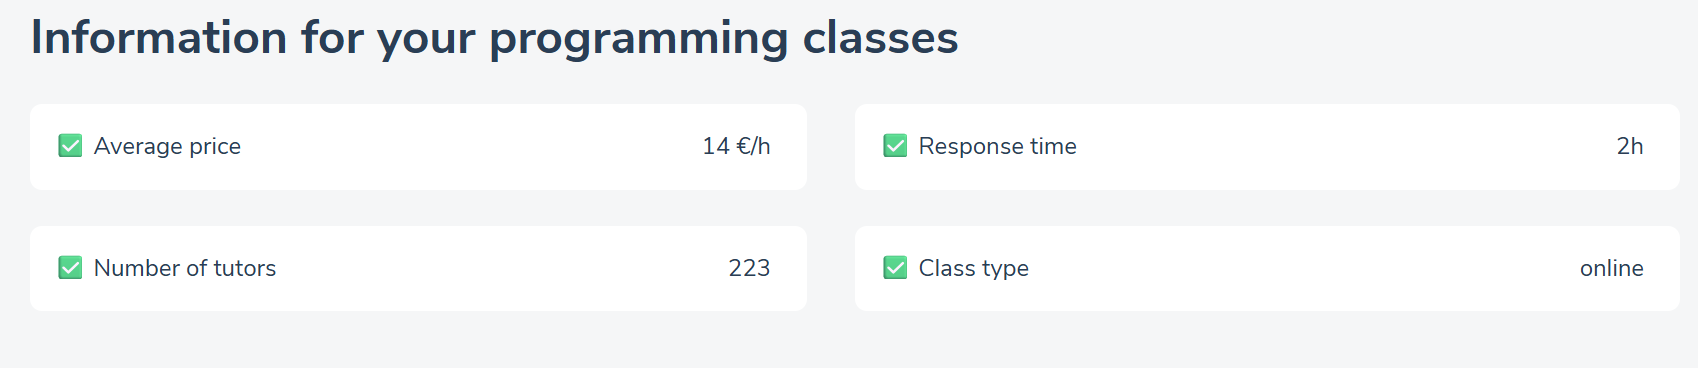 Information for your programming classes
Average price 14 €/h
Response time 2h
Number of tutors 223
Class type online